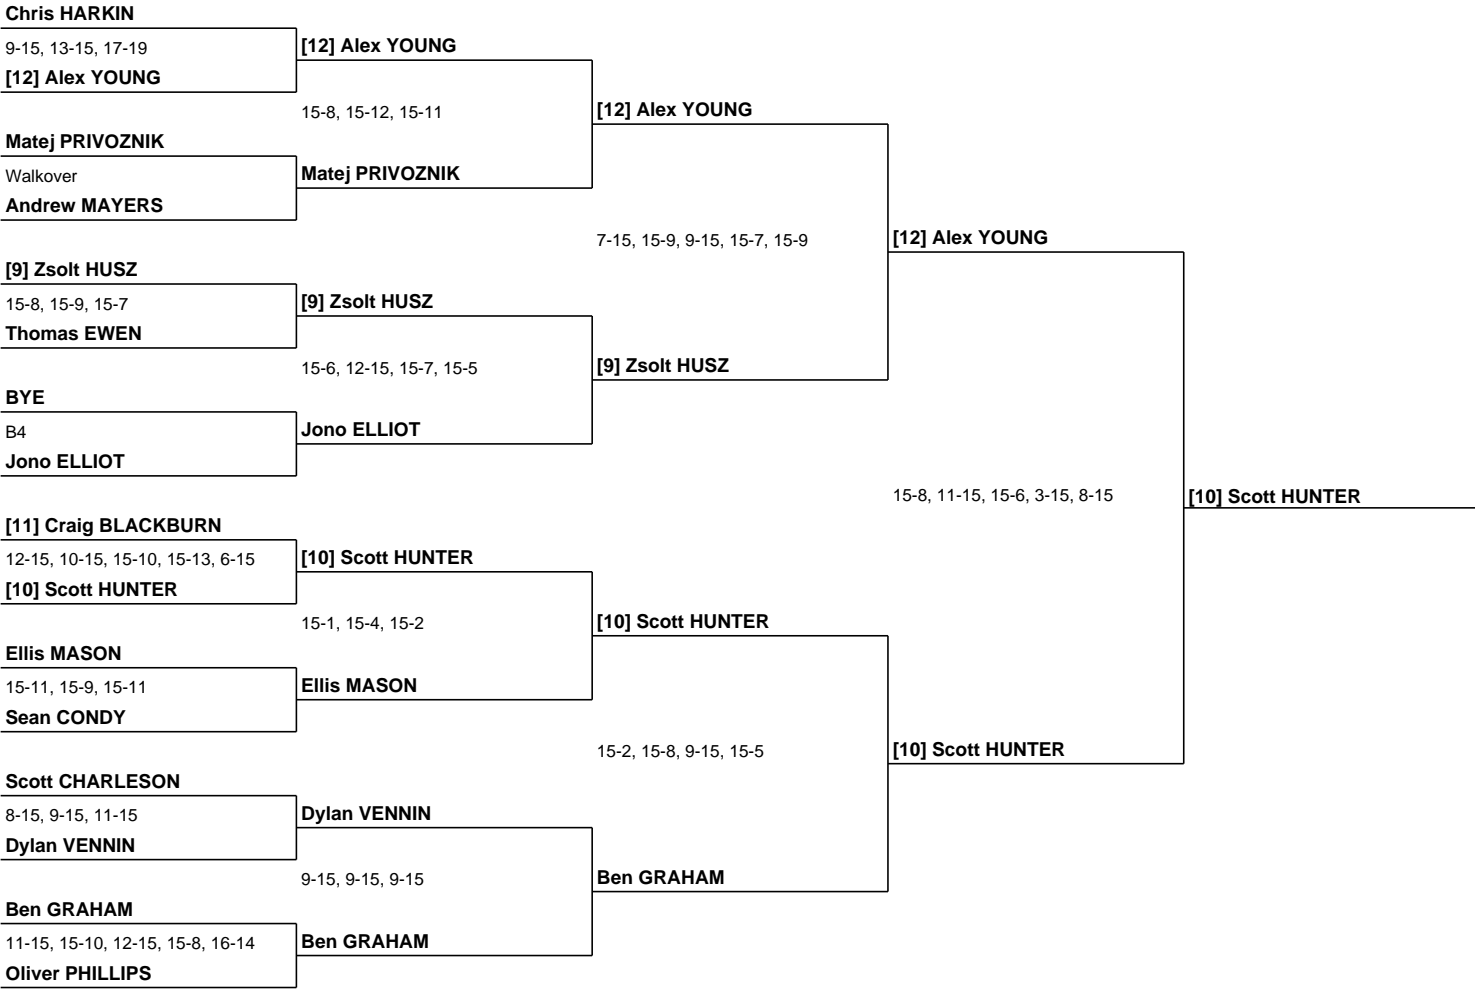 Chris HARKIN
9-15, 13-15, 17-19
[12] Alex YOUNG
Matej PRIVOZNIK
Walkover
Andrew MAYERS
[9] Zsolt HUSZ
15-8, 15-9, 15-7
Thomas EWEN
BYE
B4
Jono ELLIOT
[11] Craig BLACKBURN
12-15, 10-15, 15-10, 15-13, 6-15
[10] Scott HUNTER
Ellis MASON
15-11, 15-9, 15-11
Sean CONDY
Scott CHARLESON
8-15, 9-15, 11-15
Dylan VENNIN
Ben GRAHAM
11-15, 15-10, 12-15, 15-8, 16-14
Oliver PHILLIPS
[12] Alex YOUNG
15-8, 15-12, 15-11
Matej PRIVOZNIK
[9] Zsolt HUSZ
15-6, 12-15, 15-7, 15-5
Jono ELLIOT
[10] Scott HUNTER
15-1, 15-4, 15-2
Ellis MASON
Dylan VENNIN
9-15, 9-15, 9-15
Ben GRAHAM
[12] Alex YOUNG
7-15, 15-9, 9-15, 15-7, 15-9
[9] Zsolt HUSZ
[10] Scott HUNTER
15-2, 15-8, 9-15, 15-5
Ben GRAHAM
[12] Alex YOUNG
15-8, 11-15, 15-6, 3-15, 8-15
[10] Scott HUNTER
[10] Scott HUNTER